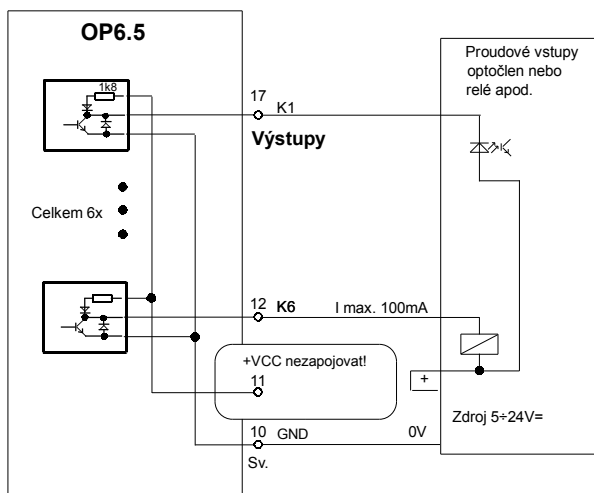 OP6.5
1k8
17
K1
Výstupy
Proudové vstupy
optočlen nebo
relé apod.
Celkem 6x
12
K6
I max. 100mA
+VCC nezapojovat!
11
+
Zdroj 5÷24V=
10
GND
0V
Sv.